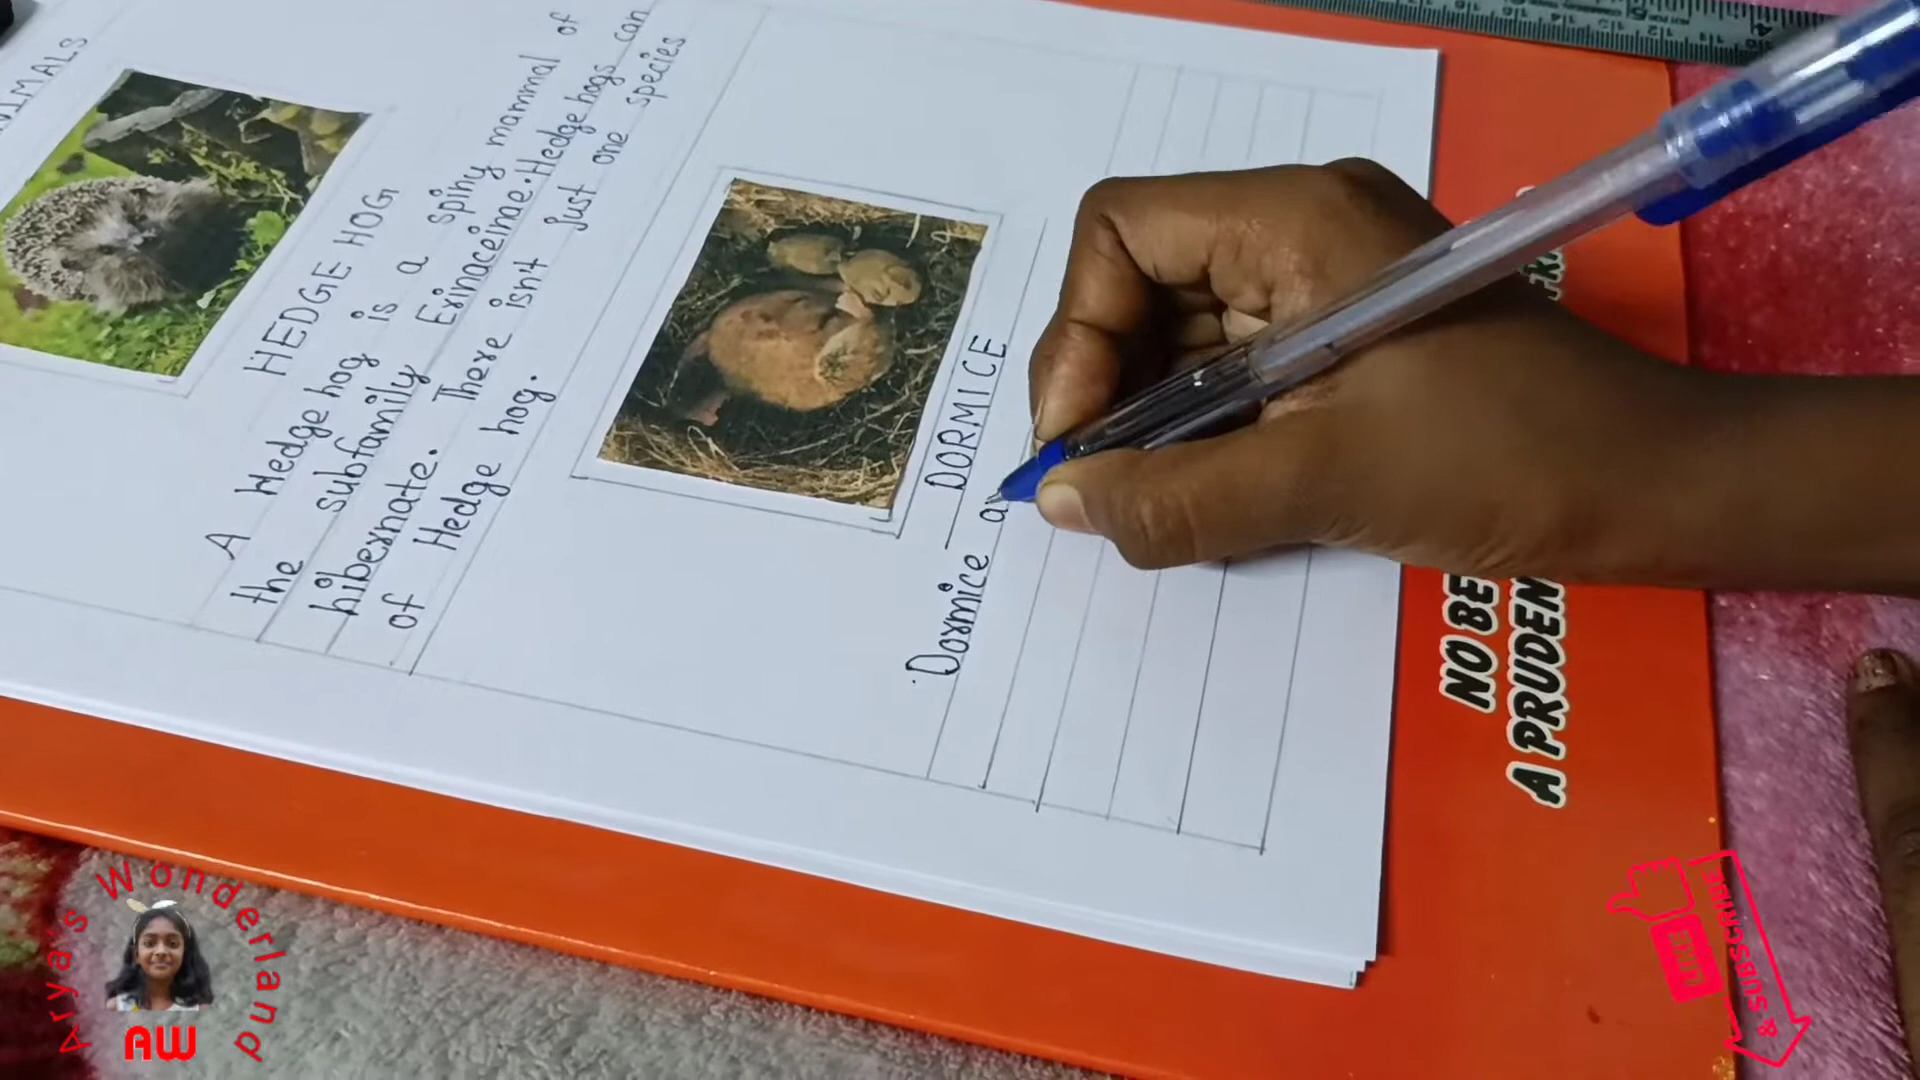 HEDGE HOG
A Hedge hog is a spiny mammal of
the subfamily Erinaceinae. Hedge hogs can
hibernate. There isn't just one species
of Hedge hog.
DORMICE
Dormice a
NO BE
A PRUDEN
Arya's Wonderland
AW
LIKE
& SUBSCRIBE